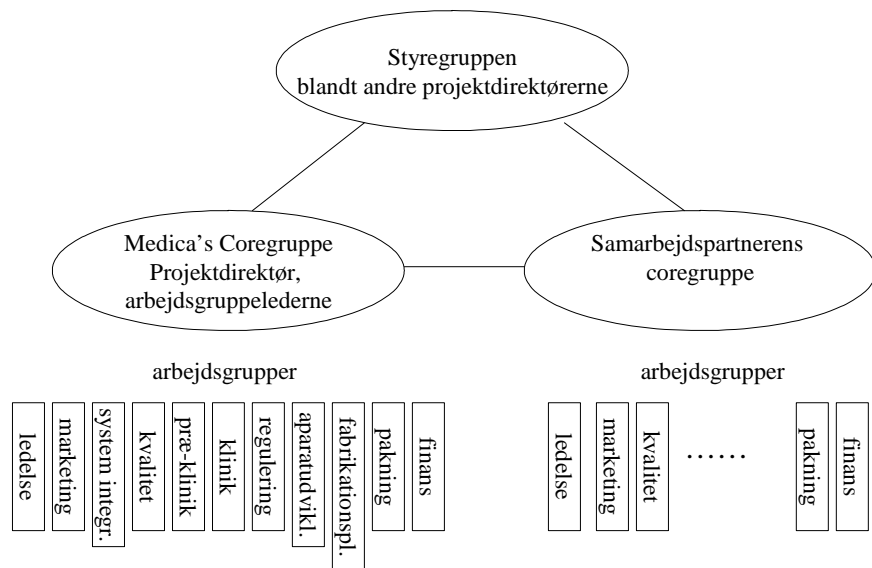 Styregruppen
blandt andre projektdirektørerne
Medica's Coregruppe
Projektdirektør,
arbejdsgruppelederne
Samarbejdspartnerens
coregruppe
arbejdsgrupper
arbejdsgrupper
ledelse
marketing
system integr.
kvalitet
præ-klinik
klinik
regulering
aparatudvikl.
fabrikationspl.
pakning
finans
ledelse
marketing
kvalitet
......
pakning
finans